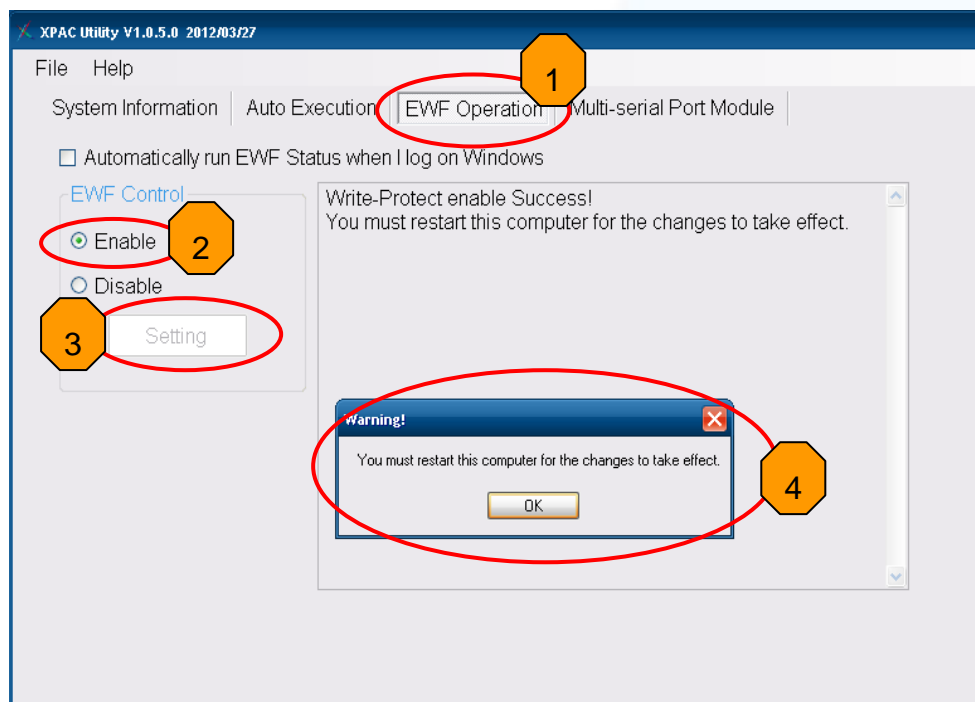 XPAC Utility V1.0.5.0 2012/03/27
File Help
1
System Information Auto Execution EWF Operation Multi-serial Port Module
Automatically run EWF Status when I log on Windows
EWF Control
Enable
2
Disable
3
Setting
Write-Protect enable Success!
You must restart this computer for the changes to take effect.
Warning!
You must restart this computer for the changes to take effect.
OK
4